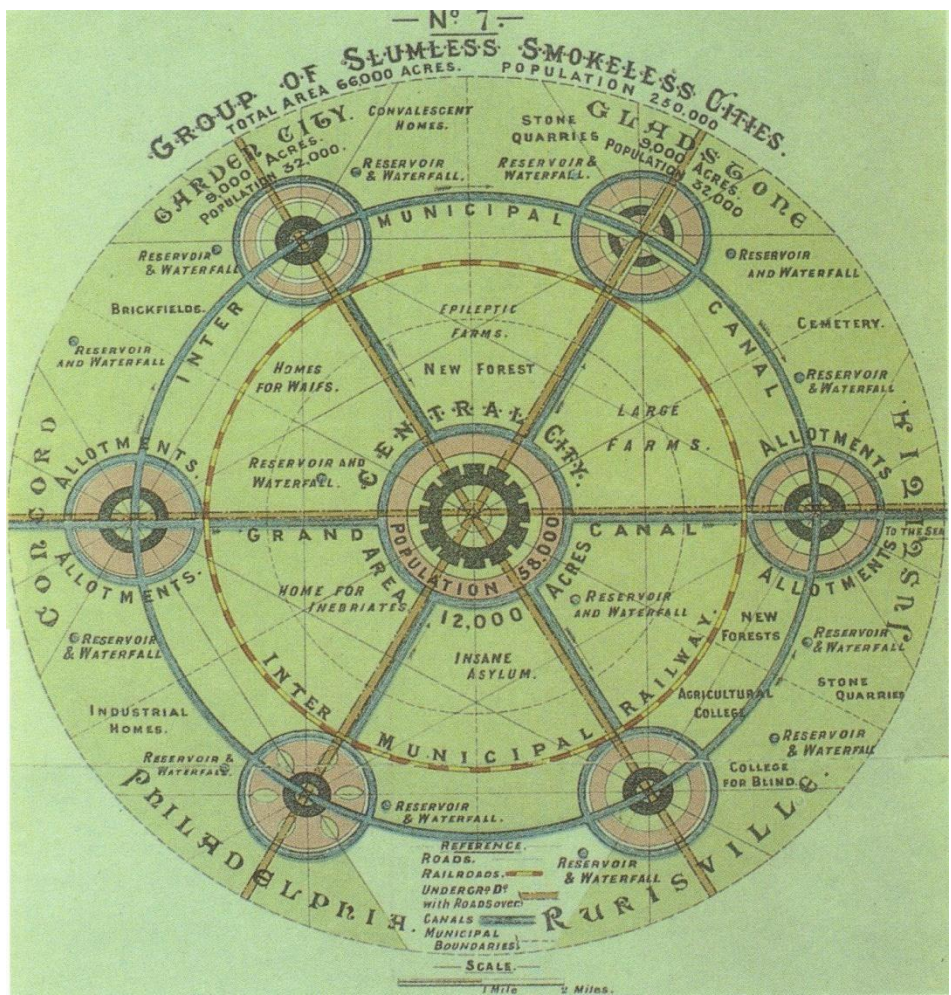 — Nº 7. —
GROUP OF SLUMLESS SMOKELESS CITIES.
TOTAL AREA 66,000 ACRES. POPULATION 250,000
GARDEN CITY.
9,000 ACRES.
POPULATION 32,000.
CONVALESCENT
HOMES.
RESERVOIR
& WATERFALL.
STONE
QUARRIES
RESERVOIR &
WATERFALL.
GLADSTONE
9,000 ACRES.
POPULATION
32,000
RESERVOIR
& WATERFALL
RESERVOIR
AND WATERFALL
BRICKFIELDS.
RESERVOIR
AND WATERFALL
CEMETERY.
RESERVOIR
& WATERFALL
INTER MUNICIPAL CANAL
EPILEPTIC
FARMS.
NEW FOREST
HOMES
FOR WAIFS.
LARGE
FARMS.
RESERVOIR AND
WATERFALL.
CENTRAL CITY.
CONCORD
ALLOTMENTS.
ALLOTMENTS.
ALLOTMENTS
ALLOTMENTS
JUSTITIA
TO THE SEA
GRAND CANAL
POPULATION 58,000
AREA 12,000 ACRES
HOME FOR
INEBRIATES.
RESERVOIR
AND WATERFALL
NEW
FORESTS
RESERVOIR
& WATERFALL
RESERVOIR
& WATERFALL
INSANE
ASYLUM.
STONE
QUARRIES
AGRICULTURAL
COLLEGE
INTER MUNICIPAL RAILWAY.
INDUSTRIAL
HOMES.
RESERVOIR &
WATERFALL.
RESERVOIR
& WATERFALL
COLLEGE
FOR BLIND.
RESERVOIR
& WATERFALL.
PHILADELPHIA.
RURISVILLE.
RESERVOIR
& WATERFALL
REFERENCE.
ROADS.
RAILROADS.
UNDERGRD Dº
with ROADS over
CANALS
MUNICIPAL
BOUNDARIES.
— SCALE. —
1 Mile 2 Miles.